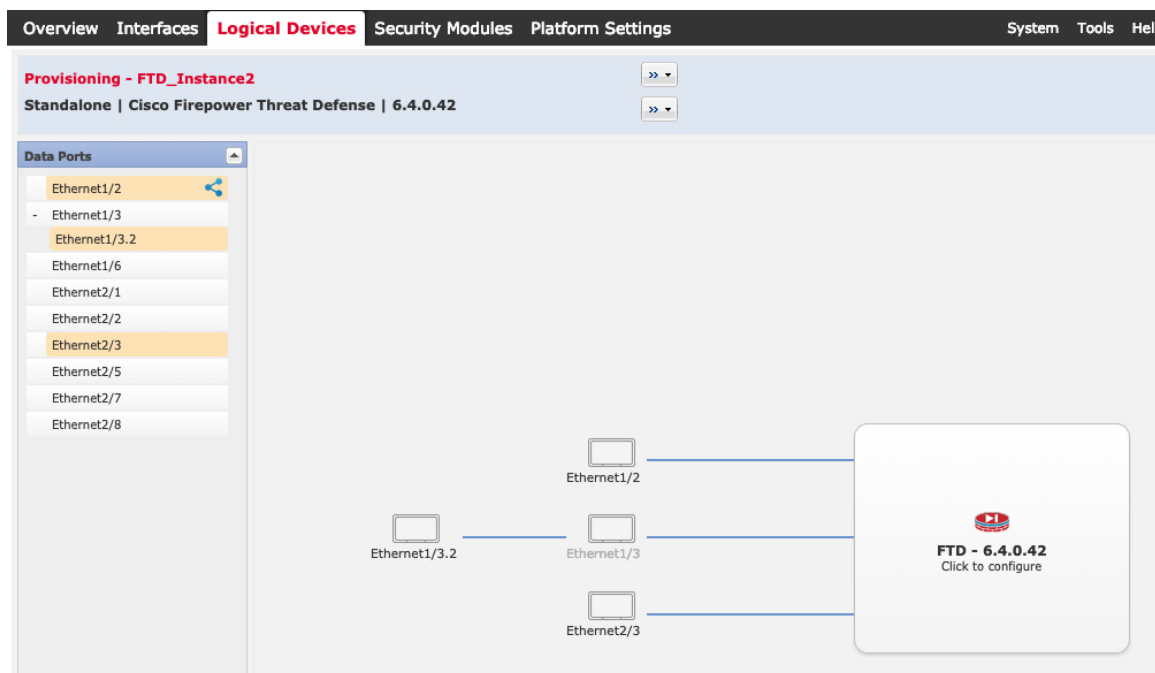 Overview Interfaces Logical Devices Security Modules Platform Settings System Tools Hel
Provisioning - FTD_Instance2
Standalone | Cisco Firepower Threat Defense | 6.4.0.42
Data Ports
Ethernet1/2
- Ethernet1/3
Ethernet1/3.2
Ethernet1/6
Ethernet2/1
Ethernet2/2
Ethernet2/3
Ethernet2/5
Ethernet2/7
Ethernet2/8
Ethernet1/2
Ethernet1/3.2
Ethernet1/3
Ethernet2/3
FTD - 6.4.0.42
Click to configure